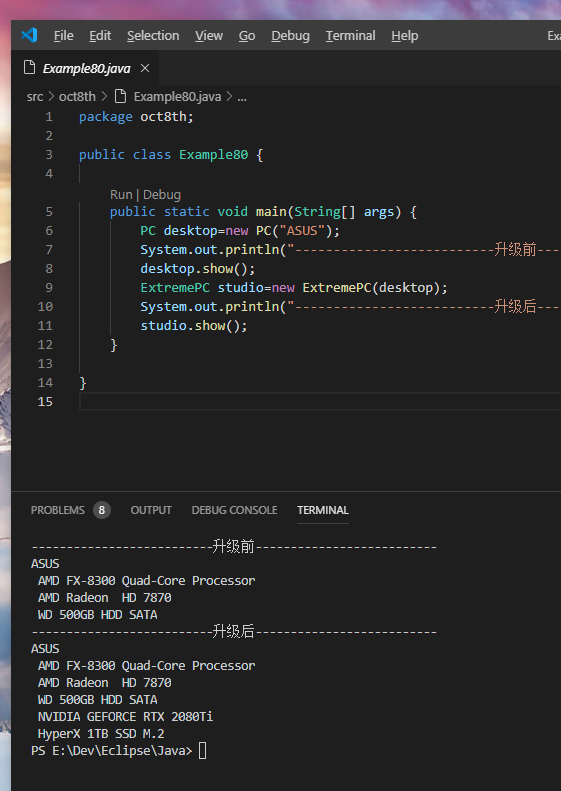 File Edit Selection View Go Debug Terminal Help Exa
Example80.java
src > oct8th > Example80.java > ...
1 package oct8th;
2
3 public class Example80 {
4
Run | Debug
5 public static void main(String[] args) {
6 PC desktop=new PC("ASUS");
7 System.out.println("--------------------------升级前---
8 desktop.show();
9 ExtremePC studio=new ExtremePC(desktop);
10 System.out.println("--------------------------升级后---
11 studio.show();
12 }
13
14 }
15
PROBLEMS 8 OUTPUT DEBUG CONSOLE TERMINAL
--------------------------升级前--------------------------
ASUS
AMD FX-8300 Quad-Core Processor
AMD Radeon  HD 7870
WD 500GB HDD SATA
--------------------------升级后--------------------------
ASUS
AMD FX-8300 Quad-Core Processor
AMD Radeon  HD 7870
WD 500GB HDD SATA
NVIDIA GEFORCE RTX 2080Ti
HyperX 1TB SSD M.2
PS E:\Dev\Eclipse\Java>